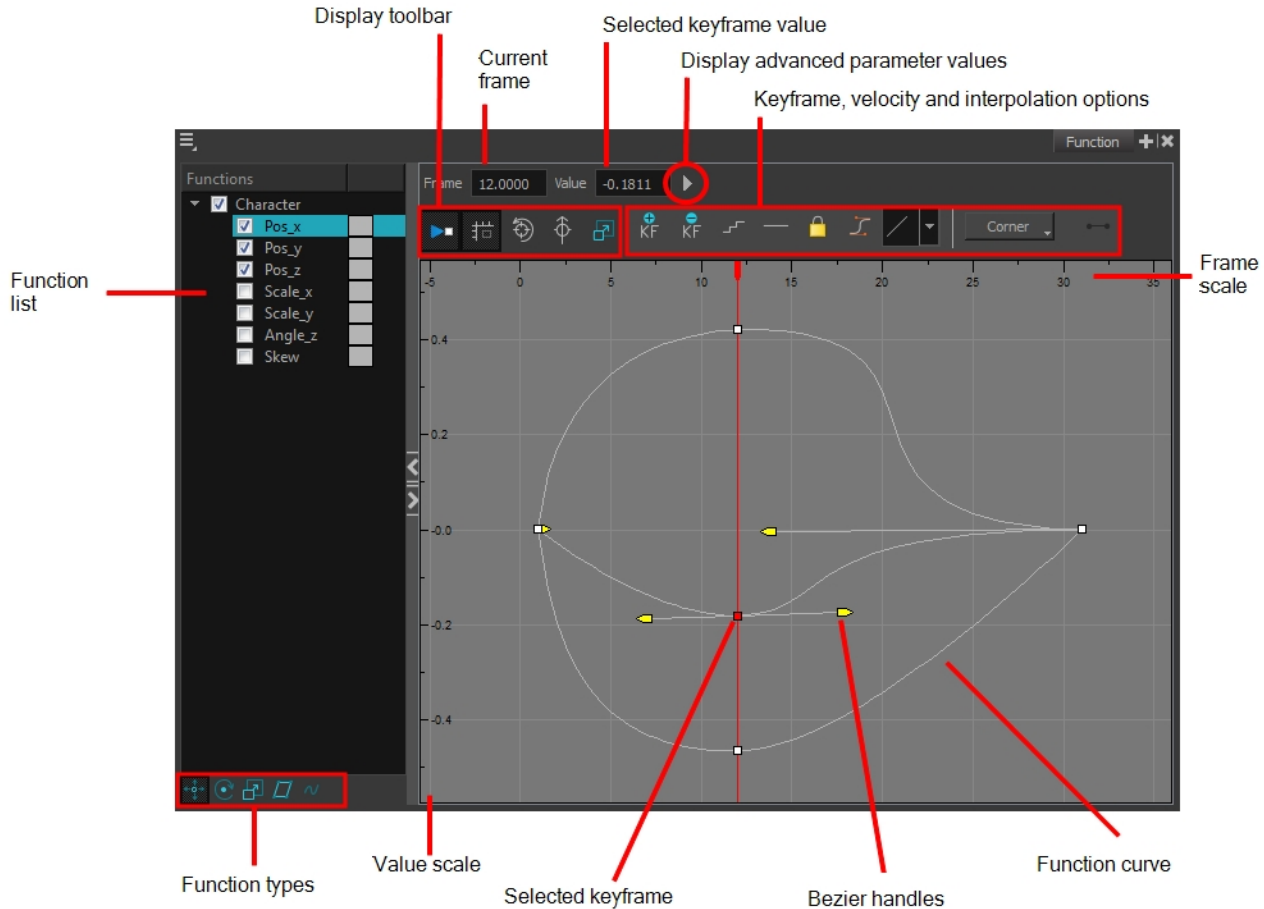 Display toolbar
Selected keyframe value
Current
frame
Display advanced parameter values
Keyframe, velocity and interpolation options
Function
Functions
Frame 12.0000 Value -0.1811
Character
Pos_x
Pos_y
Pos_z
Scale_x
Scale_y
Angle_z
Skew
KF KF Corner
Function
list
Frame
scale
-5 0 5 10 15 20 25 30 35
0.4
0.2
-0.0
-0.2
-0.4
Function types
Value scale
Selected keyframe
Bezier handles
Function curve